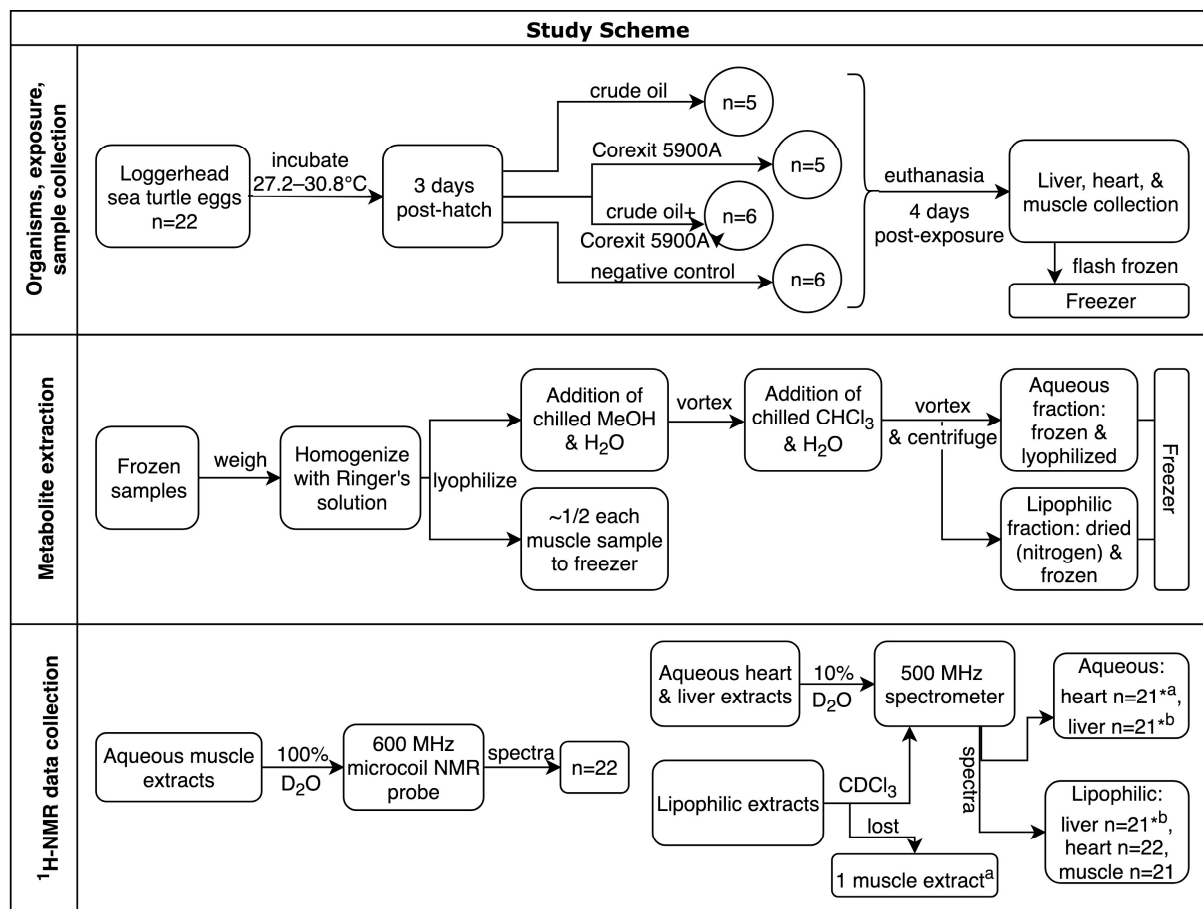 Study Scheme
Organisms, exposure,
sample collection
Loggerhead
sea turtle eggs
n=22
incubate
27.2–30.8°C
3 days
post-hatch
crude oil
n=5
Corexit 5900A
n=5
crude oil+
Corexit 5900A
n=6
negative control
n=6
euthanasia
4 days
post-exposure
Liver, heart, &
muscle collection
flash frozen
Freezer
Metabolite extraction
Frozen
samples
weigh
Homogenize
with Ringer's
solution
lyophilize
Addition of
chilled MeOH
& H₂O
~1/2 each
muscle sample
to freezer
vortex
Addition of
chilled CHCl₃
& H₂O
vortex
& centrifuge
Aqueous
fraction:
frozen &
lyophilized
Lipophilic
fraction: dried
(nitrogen) &
frozen
Freezer
¹H-NMR data collection
Aqueous muscle
extracts
100%
D₂O
600 MHz
microcoil NMR
probe
spectra
n=22
Aqueous heart
& liver extracts
10%
D₂O
500 MHz
spectrometer
Lipophilic extracts
CDCl₃
lost
1 muscle extractᵃ
spectra
Aqueous:
heart n=21*ᵃ,
liver n=21*ᵇ
Lipophilic:
liver n=21*ᵇ,
heart n=22,
muscle n=21